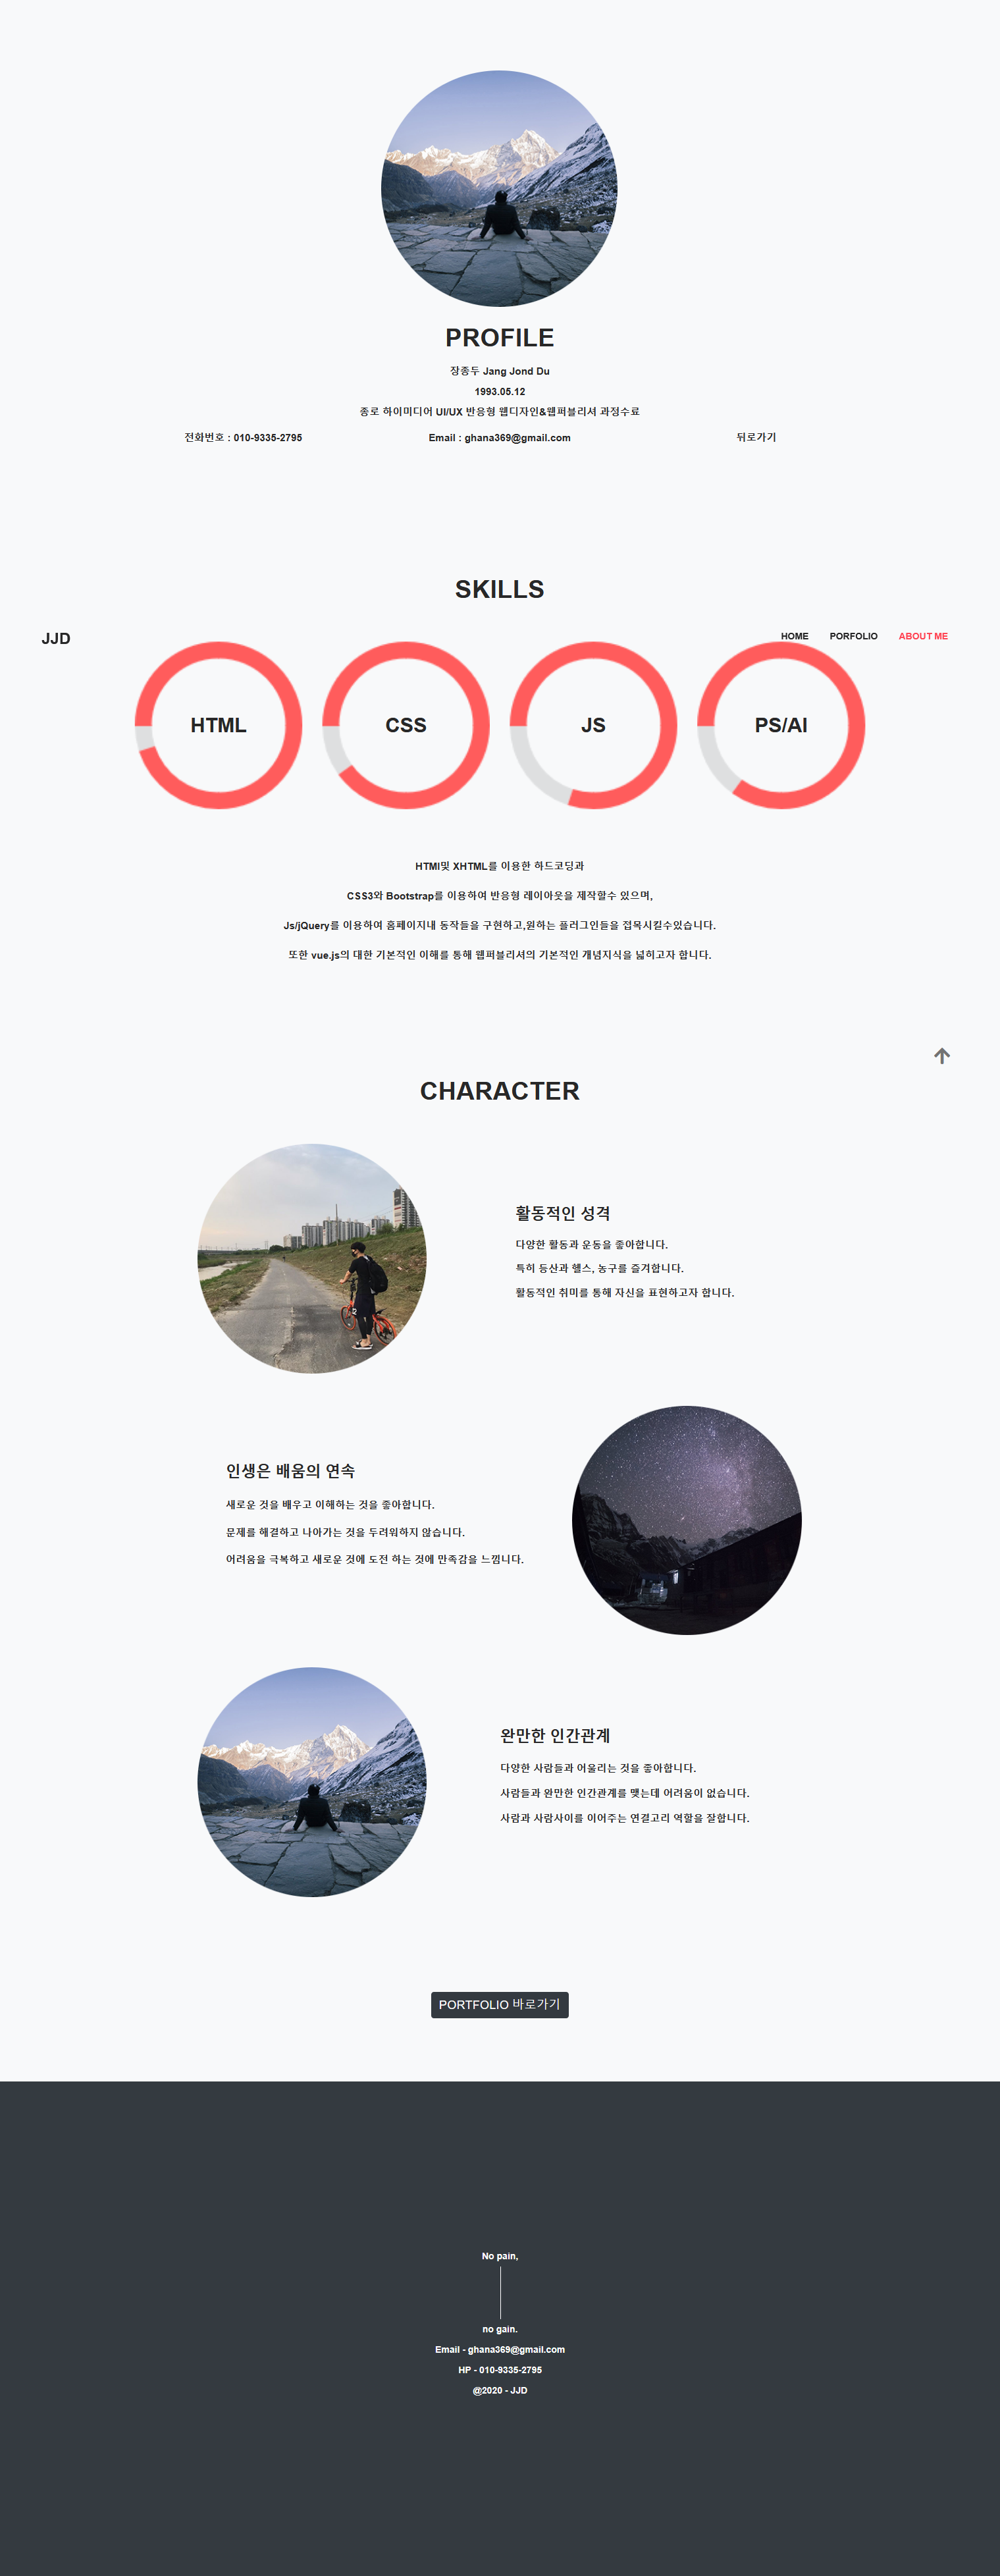 PROFILE
장종두 Jang Jond Du
1993.05.12
종로 하이미디어 UI/UX 반응형 웹디자인&웹퍼블리셔 과정수료
전화번호 : 010-9335-2795
Email : ghana369@gmail.com
뒤로가기
SKILLS
JJD
HOME
PORFOLIO
ABOUT ME
HTML
CSS
JS
PS/AI
HTMl및 XHTML를 이용한 하드코딩과
CSS3와 Bootstrap를 이용하여 반응형 레이아웃을 제작할수 있으며,
Js/jQuery를 이용하여 홈페이지내 동작들을 구현하고,원하는 플러그인들을 접목시킬수있습니다.
또한 vue.js의 대한 기본적인 이해를 통해 웹퍼블리셔의 기본적인 개념지식을 넓히고자 합니다.
CHARACTER
활동적인 성격
다양한 활동과 운동을 좋아합니다.
특히 등산과 헬스, 농구를 즐겨합니다.
활동적인 취미를 통해 자신을 표현하고자 합니다.
인생은 배움의 연속
새로운 것을 배우고 이해하는 것을 좋아합니다.
문제를 해결하고 나아가는 것을 두려워하지 않습니다.
어려움을 극복하고 새로운 것에 도전 하는 것에 만족감을 느낍니다.
완만한 인간관계
다양한 사람들과 어울리는 것을 좋아합니다.
사람들과 완만한 인간관계를 맺는데 어려움이 없습니다.
사람과 사람사이를 이어주는 연결고리 역할을 잘합니다.
PORTFOLIO 바로가기
No pain,
no gain.
Email - ghana369@gmail.com
HP - 010-9335-2795
@2020 - JJD